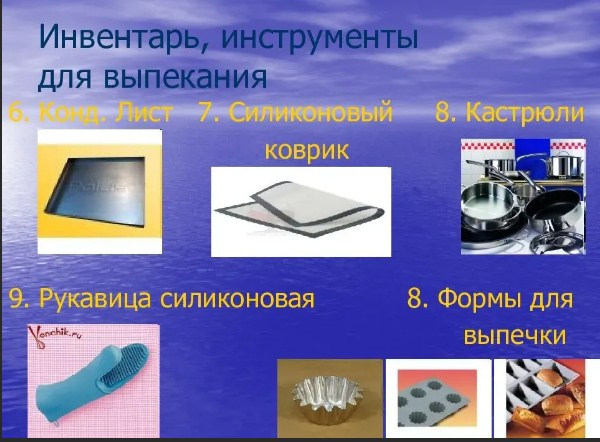 Инвентарь, инструменты
для выпекания
6. Конд. Лист 7. Силиконовый 8. Кастрюли
коврик
9. Рукавица силиконовая 8. Формы для
выпечки
Venchik.ru